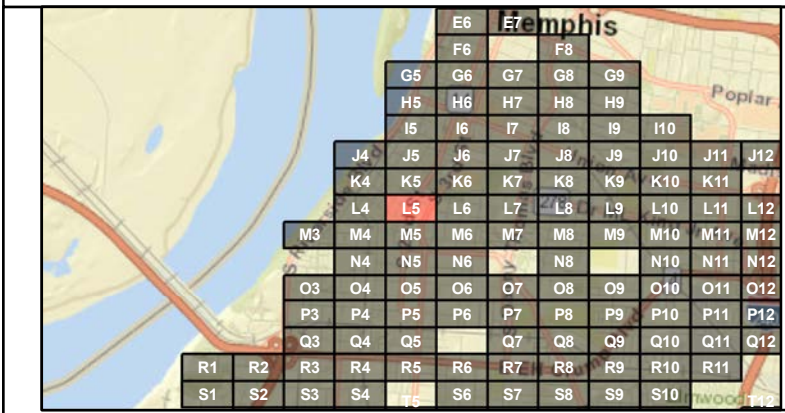 Memphis
E6 E7
F6 F8
G5 G6 G7 G8 G9
Poplar
H5 H6 H7 H8 H9
I5 I6 I7 I8 I9 I10
J4 J5 J6 J7 J8 J9 J10 J11 J12
K4 K5 K6 K7 K8 K9 K10 K11
L4 L5 L6 L7 L8 L9 L10 L11 L12
M3 M4 M5 M6 M7 M8 M9 M10 M11 M12
N4 N5 N6 N8 N10 N11 N12
O3 O4 O5 O6 O7 O8 O9 O10 O11 O12
P3 P4 P5 P6 P7 P8 P9 P10 P11 P12
Q3 Q4 Q5 Q7 Q8 Q9 Q10 Q11 Q12
R1 R2 R3 R4 R5 R6 R7 R8 R9 R10 R11
S1 S2 S3 S4 S6 S7 S8 S9 S10
T5 T12